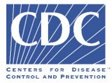 CDC
CENTERS FOR DISEASE
CONTROL AND PREVENTION